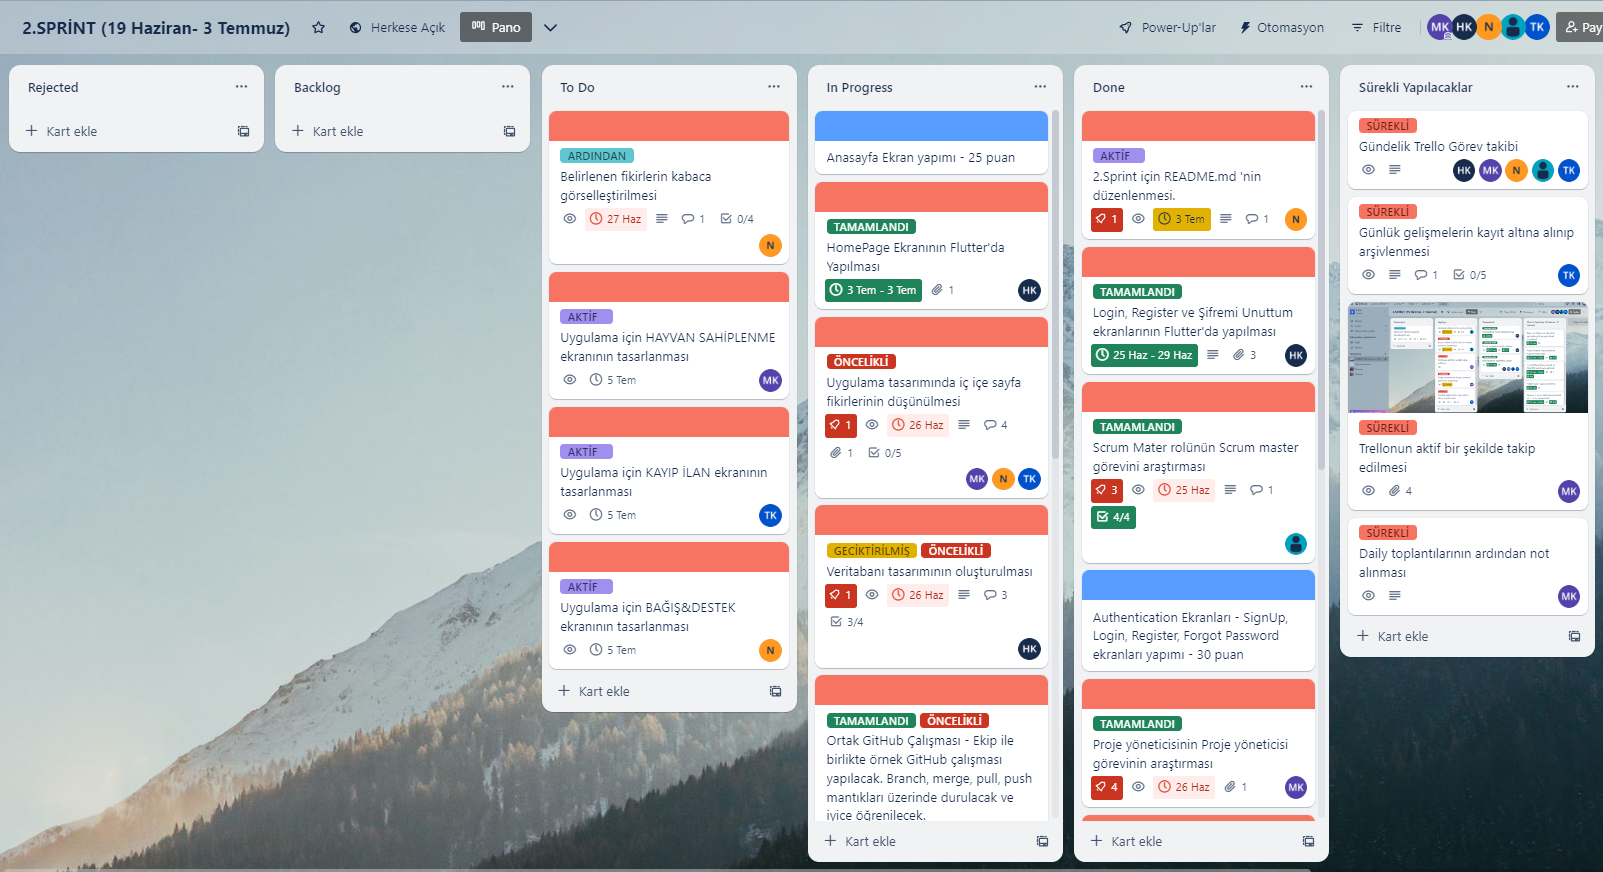 2.SPRİNT (19 Haziran- 3 Temmuz)
Herkese Açık
Pano
Power-Up'lar
Otomasyon
Filtre
MK
HK
N
TK
Pay
Rejected
Kart ekle
Backlog
Kart ekle
To Do
ARDINDAN
Belirlenen fikirlerin kabaca
görselleştirilmesi
27 Haz
1
0/4
N
AKTİF
Uygulama için HAYVAN SAHİPLENME
ekranının tasarlanması
5 Tem
MK
AKTİF
Uygulama için KAYIP İLAN ekranının
tasarlanması
5 Tem
TK
AKTİF
Uygulama için BAĞIŞ&DESTEK
ekranının tasarlanması
5 Tem
N
Kart ekle
In Progress
Anasayfa Ekran yapımı - 25 puan
TAMAMLANDI
HomePage Ekranının Flutter'da
Yapılması
3 Tem - 3 Tem
1
HK
ÖNCELİKLİ
Uygulama tasarımında iç içe sayfa
fikirlerinin düşünülmesi
1
26 Haz
4
1
0/5
MK
N
TK
GECİKTİRİLMİŞ ÖNCELİKLİ
Veritabanı tasarımının oluşturulması
1
26 Haz
3
3/4
HK
TAMAMLANDI ÖNCELİKLİ
Ortak GitHub Çalışması - Ekip ile
birlikte örnek GitHub çalışması
yapılacak. Branch, merge, pull, push
mantıkları üzerinde durulacak ve
iyice öğrenilecek.
Kart ekle
Done
AKTİF
2.Sprint için README.md 'nin
düzenlenmesi.
1
3 Tem
1
N
TAMAMLANDI
Login, Register ve Şifremi Unuttum
ekranlarının Flutter'da yapılması
25 Haz - 29 Haz
3
HK
TAMAMLANDI
Scrum Mater rolünün Scrum master
görevini araştırması
3
25 Haz
1
4/4
Authentication Ekranları - SignUp,
Login, Register, Forgot Password
ekranları yapımı - 30 puan
TAMAMLANDI
Proje yöneticisinin Proje yöneticisi
görevinin araştırması
4
26 Haz
1
MK
Kart ekle
Sürekli Yapılacaklar
SÜREKLİ
Gündelik Trello Görev takibi
HK
MK
N
TK
SÜREKLİ
Günlük gelişmelerin kayıt altına alınıp
arşivlenmesi
1
0/5
TK
SÜREKLİ
Trellonun aktif bir şekilde takip
edilmesi
4
MK
SÜREKLİ
Daily toplantılarının ardından not
alınması
MK
Kart ekle